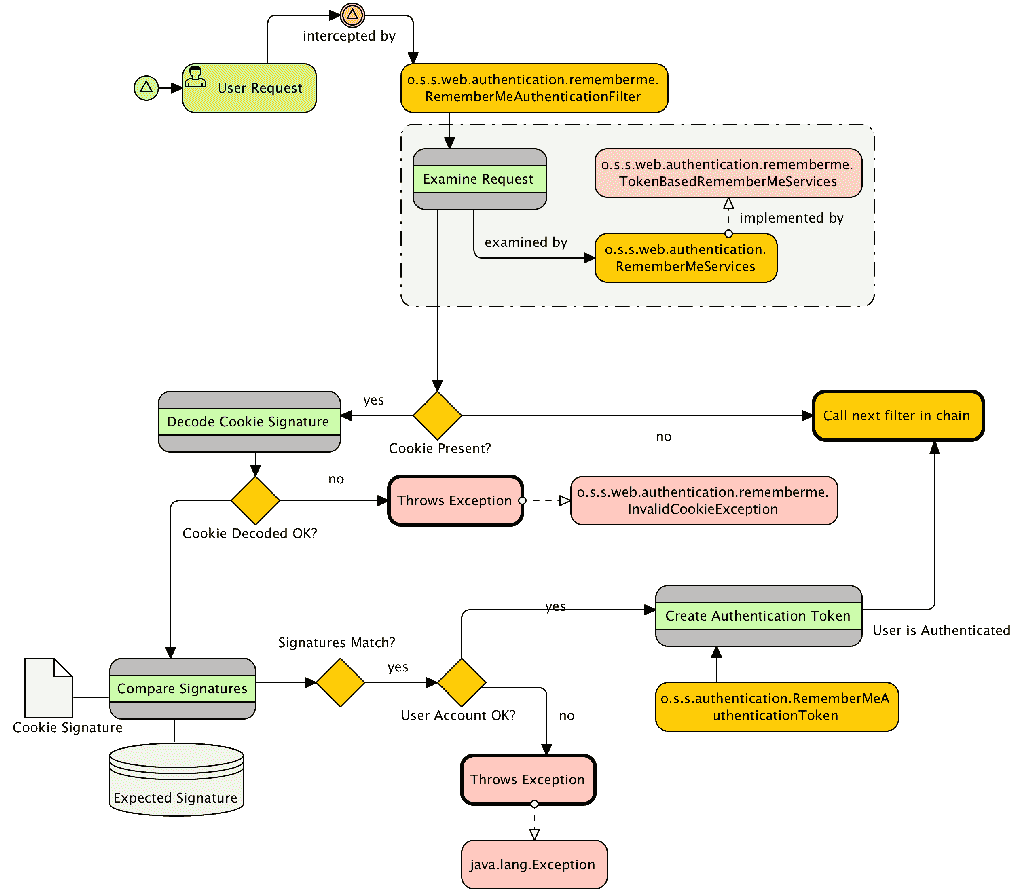 intercepted by
User Request
o.s.s.web.authentication.rememberme.
RememberMeAuthenticationFilter
Examine Request
o.s.s.web.authentication.rememberme.
TokenBasedRememberMeServices
implemented by
examined by
o.s.s.web.authentication.
RememberMeServices
yes
Decode Cookie Signature
Cookie Present?
no
Call next filter in chain
no
Throws Exception
o.s.s.web.authentication.rememberme.
InvalidCookieException
Cookie Decoded OK?
yes
Create Authentication Token
User is Authenticated
Signatures Match?
yes
Compare Signatures
Cookie Signature
User Account OK?
no
o.s.s.authentication.RememberMeA
uthenticationToken
Throws Exception
Expected Signature
java.lang.Exception